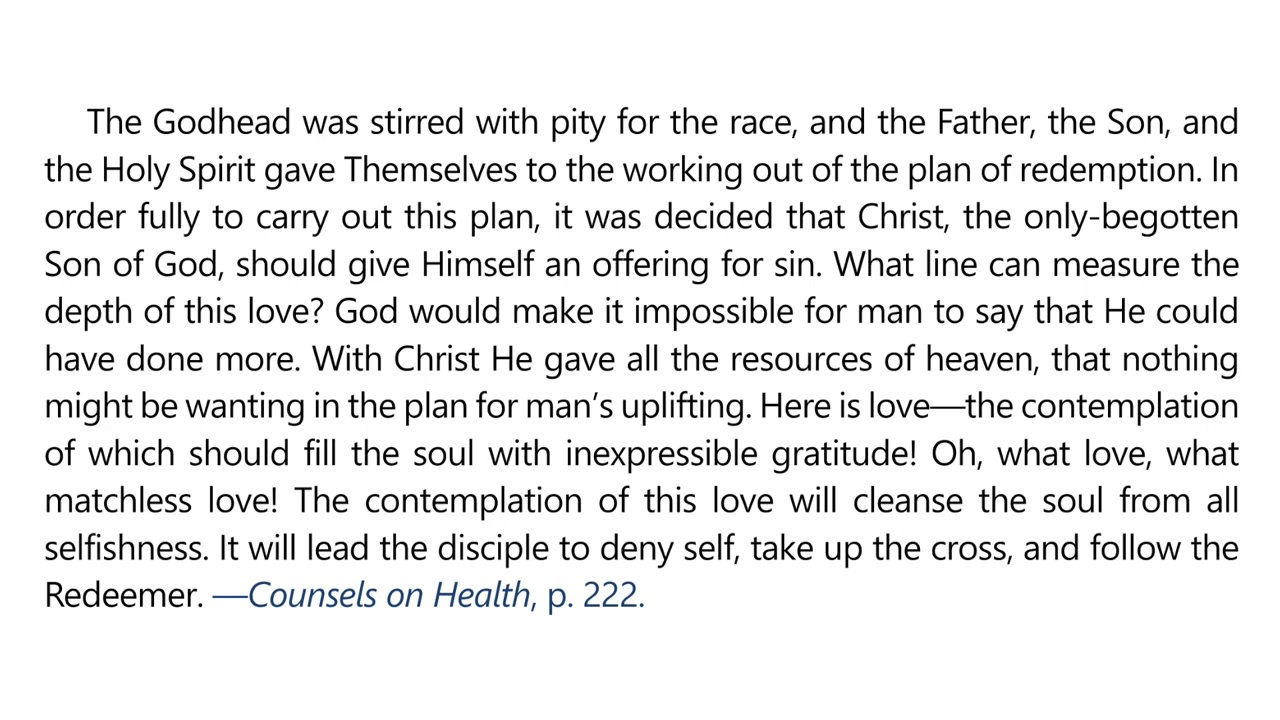 The Godhead was stirred with pity for the race, and the Father, the Son, and
the Holy Spirit gave Themselves to the working out of the plan of redemption. In
order fully to carry out this plan, it was decided that Christ, the only-begotten
Son of God, should give Himself an offering for sin. What line can measure the
depth of this love? God would make it impossible for man to say that He could
have done more. With Christ He gave all the resources of heaven, that nothing
might be wanting in the plan for man’s uplifting. Here is love—the contemplation
of which should fill the soul with inexpressible gratitude! Oh, what love, what
matchless love! The contemplation of this love will cleanse the soul from all
selfishness. It will lead the disciple to deny self, take up the cross, and follow the
Redeemer. —Counsels on Health, p. 222.